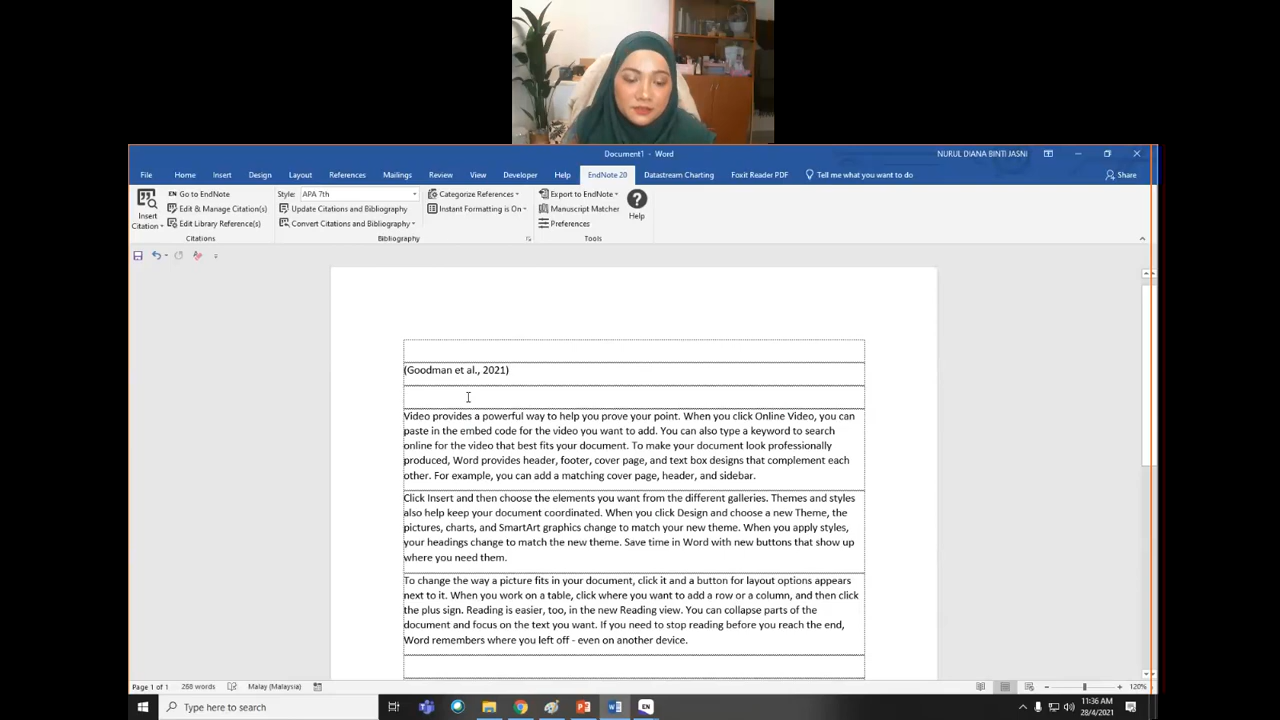 Document1 - Word
NURUL DIANA BINTI JASNI
File Home Insert Design Layout References Mailings Review View Developer Help EndNote 20 Datastream Charting Foxit Reader PDF Tell me what you want to do Share
Insert Citation
Go to EndNote
Edit & Manage Citation(s)
Edit Library Reference(s)
Citations
Style: APA 7th
Update Citations and Bibliography
Convert Citations and Bibliography
Categorize References
Instant Formatting is On
Bibliography
Export to EndNote
Manuscript Matcher
Preferences
Help
Tools
(Goodman et al., 2021)
Video provides a powerful way to help you prove your point. When you click Online Video, you can
paste in the embed code for the video you want to add. You can also type a keyword to search
online for the video that best fits your document. To make your document look professionally
produced, Word provides header, footer, cover page, and text box designs that complement each
other. For example, you can add a matching cover page, header, and sidebar.
Click Insert and then choose the elements you want from the different galleries. Themes and styles
also help keep your document coordinated. When you click Design and choose a new Theme, the
pictures, charts, and SmartArt graphics change to match your new theme. When you apply styles,
your headings change to match the new theme. Save time in Word with new buttons that show up
where you need them.
To change the way a picture fits in your document, click it and a button for layout options appears
next to it. When you work on a table, click where you want to add a row or a column, and then click
the plus sign. Reading is easier, too, in the new Reading view. You can collapse parts of the
document and focus on the text you want. If you need to stop reading before you reach the end,
Word remembers where you left off - even on another device.
Page 1 of 1 268 words Malay (Malaysia) 120%
Type here to search
EN
11:36 AM
28/4/2021